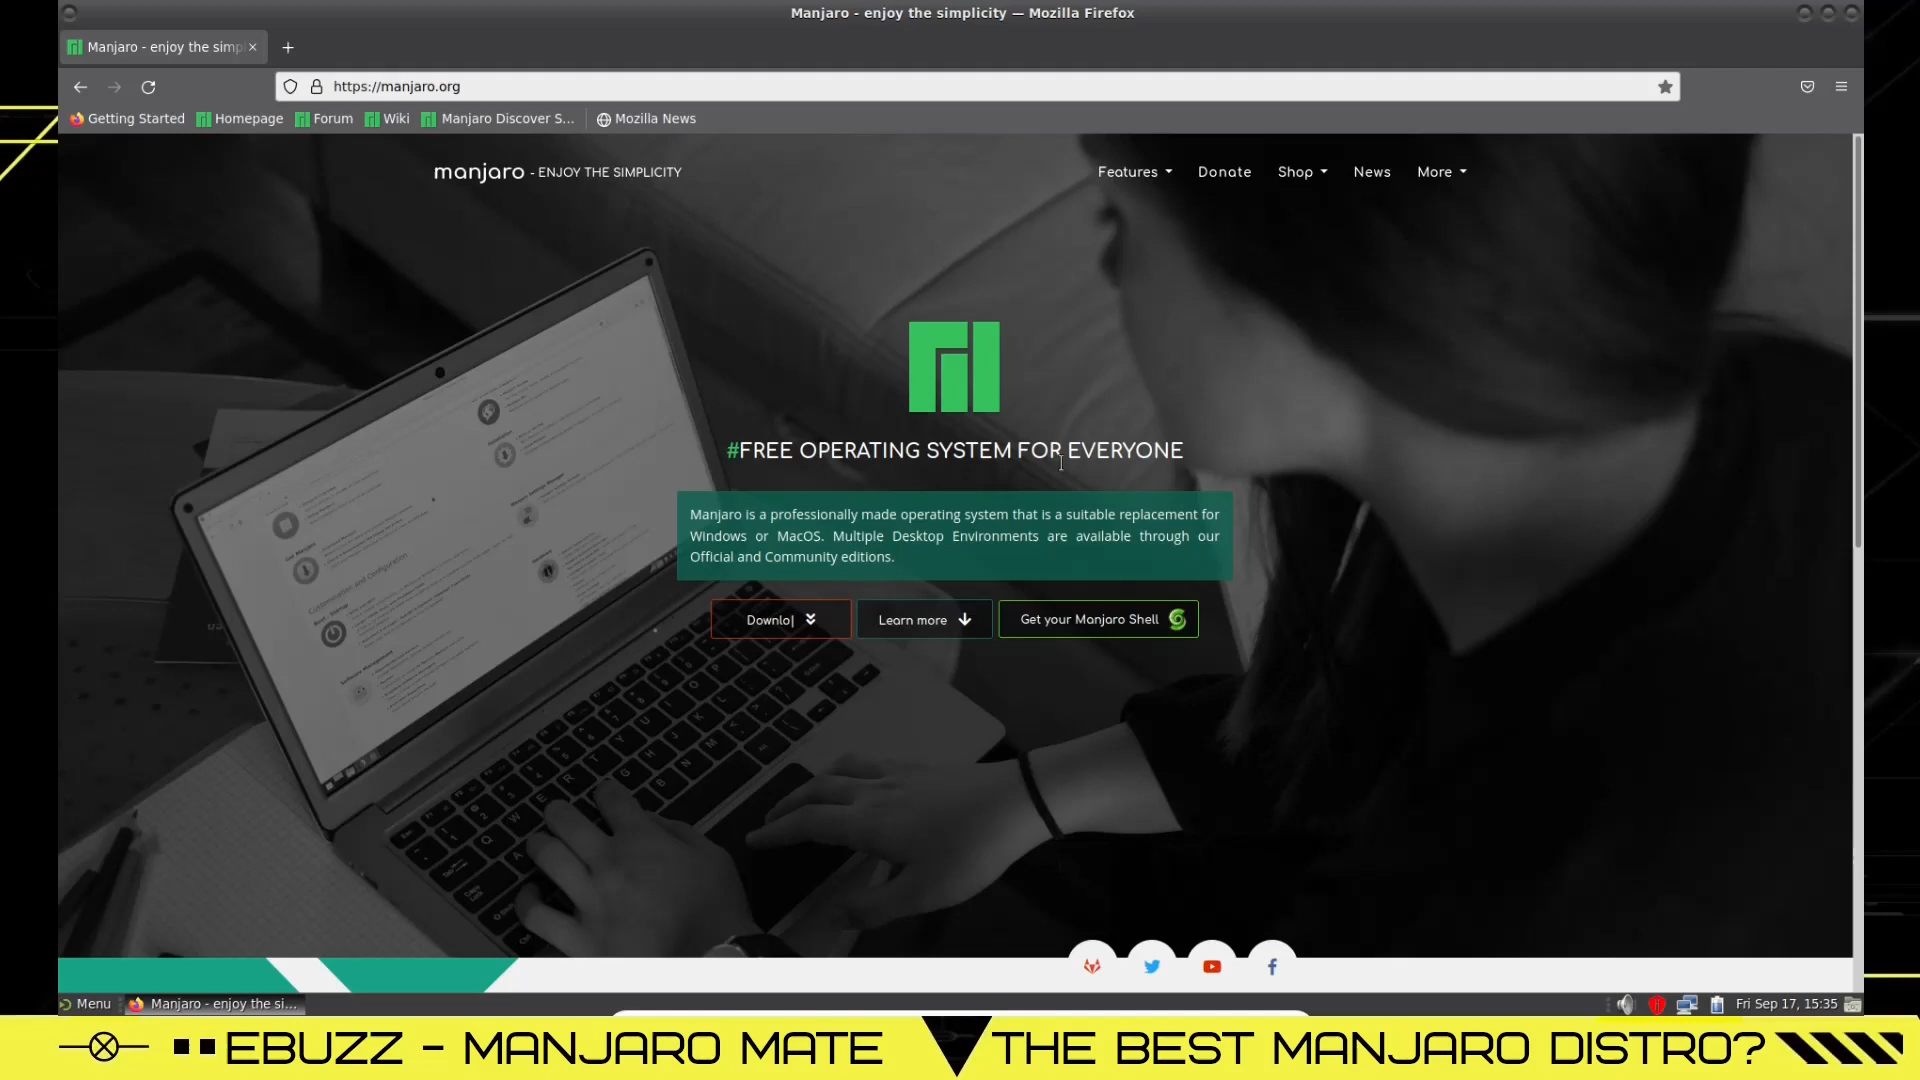 Manjaro - enjoy the simplicity — Mozilla Firefox
Manjaro - enjoy the simp
https://manjaro.org
Getting Started Homepage Forum Wiki Manjaro Discover S... Mozilla News
manjaro - ENJOY THE SIMPLICITY Features Donate Shop News More
#FREE OPERATING SYSTEM FOR EVERYONE
Manjaro is a professionally made operating system that is a suitable replacement for
Windows or MacOS. Multiple Desktop Environments are available through our
Official and Community editions.
Downlo| Learn more Get your Manjaro Shell
Menu Manjaro - enjoy the si... Fri Sep 17, 15:35
EBUZZ - MANJARO MATE THE BEST MANJARO DISTRO?